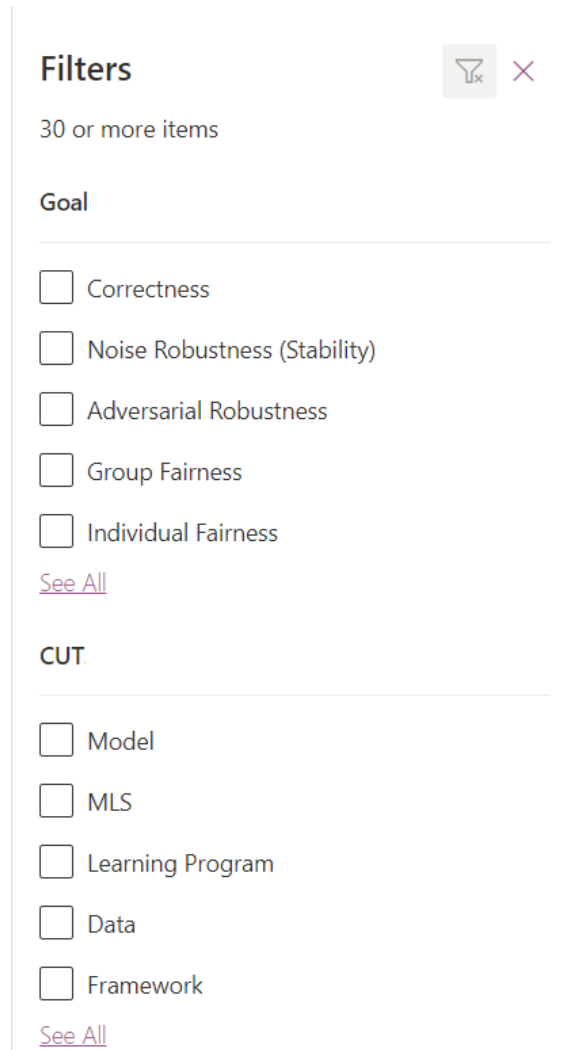 Filters
30 or more items
Goal
Correctness
Noise Robustness (Stability)
Adversarial Robustness
Group Fairness
Individual Fairness
See All
CUT
Model
MLS
Learning Program
Data
Framework
See All